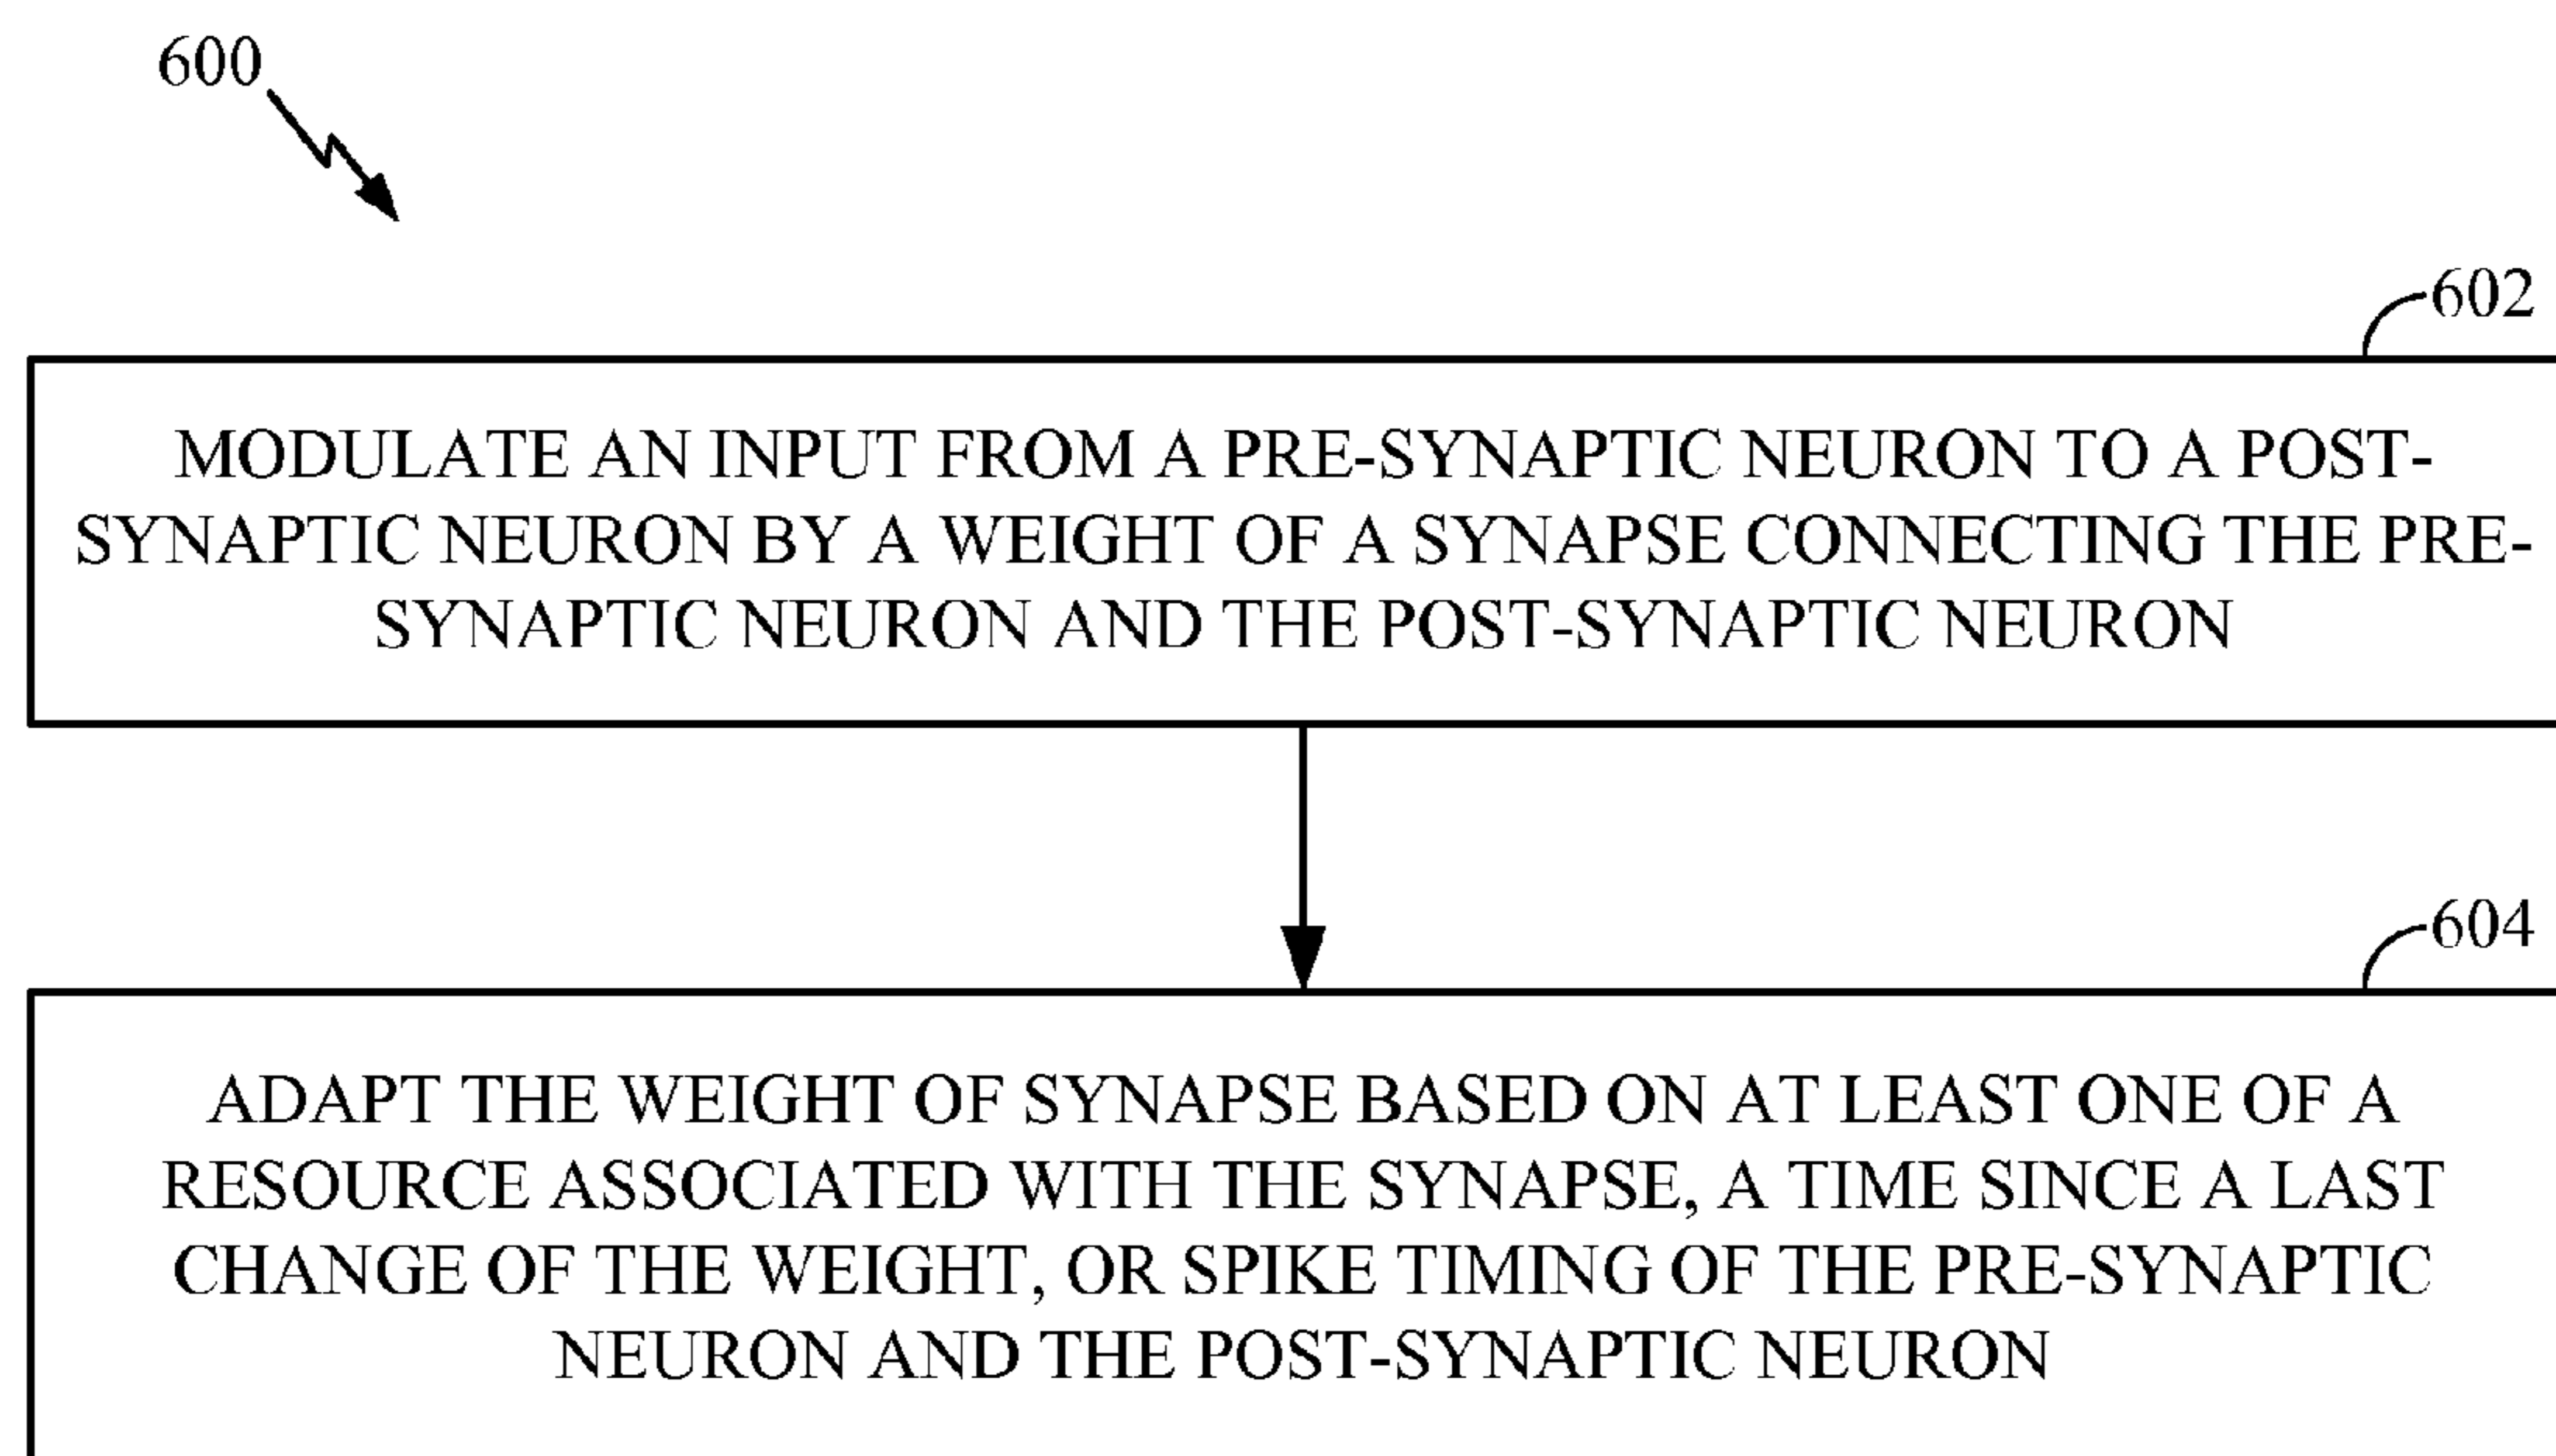 600
602
MODULATE AN INPUT FROM A PRE-SYNAPTIC NEURON TO A POST-
SYNAPTIC NEURON BY A WEIGHT OF A SYNAPSE CONNECTING THE PRE-
SYNAPTIC NEURON AND THE POST-SYNAPTIC NEURON
604
ADAPT THE WEIGHT OF SYNAPSE BASED ON AT LEAST ONE OF A
RESOURCE ASSOCIATED WITH THE SYNAPSE, A TIME SINCE A LAST
CHANGE OF THE WEIGHT, OR SPIKE TIMING OF THE PRE-SYNAPTIC
NEURON AND THE POST-SYNAPTIC NEURON